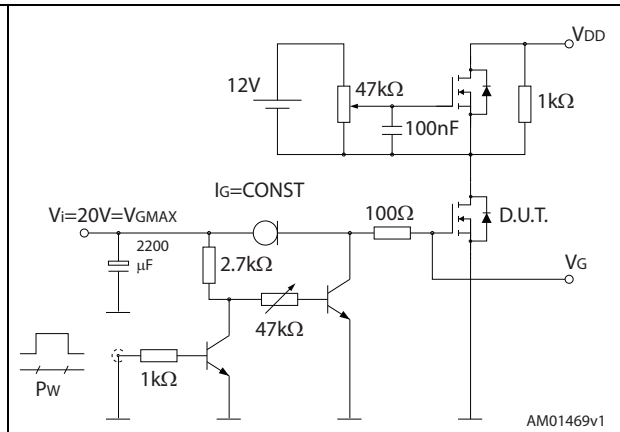 VDD
12V
47kΩ
1kΩ
100nF
IG=CONST
Vi=20V=VGMAX
100Ω
D.U.T.
2200
μF
2.7kΩ
VG
47kΩ
1kΩ
PW
AM01469v1